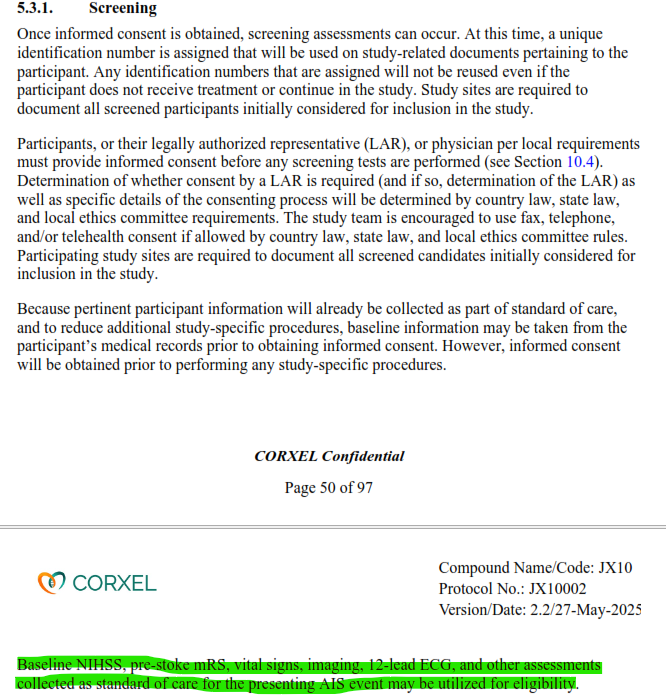 5.3.1. Screening
Once informed consent is obtained, screening assessments can occur. At this time, a unique
identification number is assigned that will be used on study-related documents pertaining to the
participant. Any identification numbers that are assigned will not be reused even if the
participant does not receive treatment or continue in the study. Study sites are required to
document all screened participants initially considered for inclusion in the study.
Participants, or their legally authorized representative (LAR), or physician per local requirements
must provide informed consent before any screening tests are performed (see Section 10.4).
Determination of whether consent by a LAR is required (and if so, determination of the LAR) as
well as specific details of the consenting process will be determined by country law, state law,
and local ethics committee requirements. The study team is encouraged to use fax, telephone,
and/or telehealth consent if allowed by country law, state law, and local ethics committee rules.
Participating study sites are required to document all screened candidates initially considered for
inclusion in the study.
Because pertinent participant information will already be collected as part of standard of care,
and to reduce additional study-specific procedures, baseline information may be taken from the
participant's medical records prior to obtaining informed consent. However, informed consent
will be obtained prior to performing any study-specific procedures.
CORXEL Confidential
Page 50 of 97
CORXEL
Compound Name/Code: JX10
Protocol No.: JX10002
Version/Date: 2.2/27-May-2025
Baseline NIHSS, pre-stoke mRS, vital signs, imaging, 12-lead ECG, and other assessments
collected as standard of care for the presenting AIS event may be utilized for eligibility.